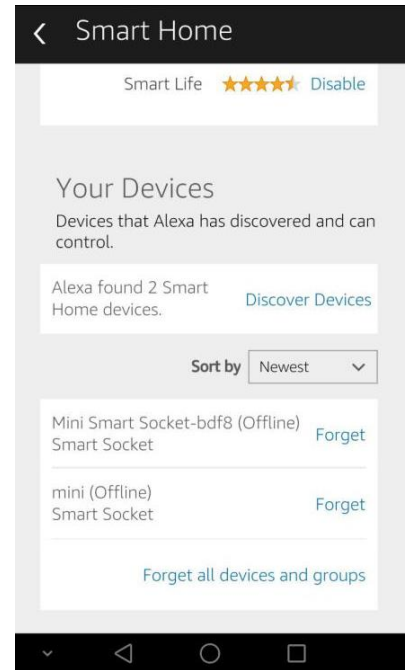 Smart Home
Smart Life Disable
Your Devices
Devices that Alexa has discovered and can
control.
Alexa found 2 Smart
Home devices.
Discover Devices
Sort by Newest
Mini Smart Socket-bdf8 (Offline)
Smart Socket
Forget
mini (Offline)
Smart Socket
Forget
Forget all devices and groups